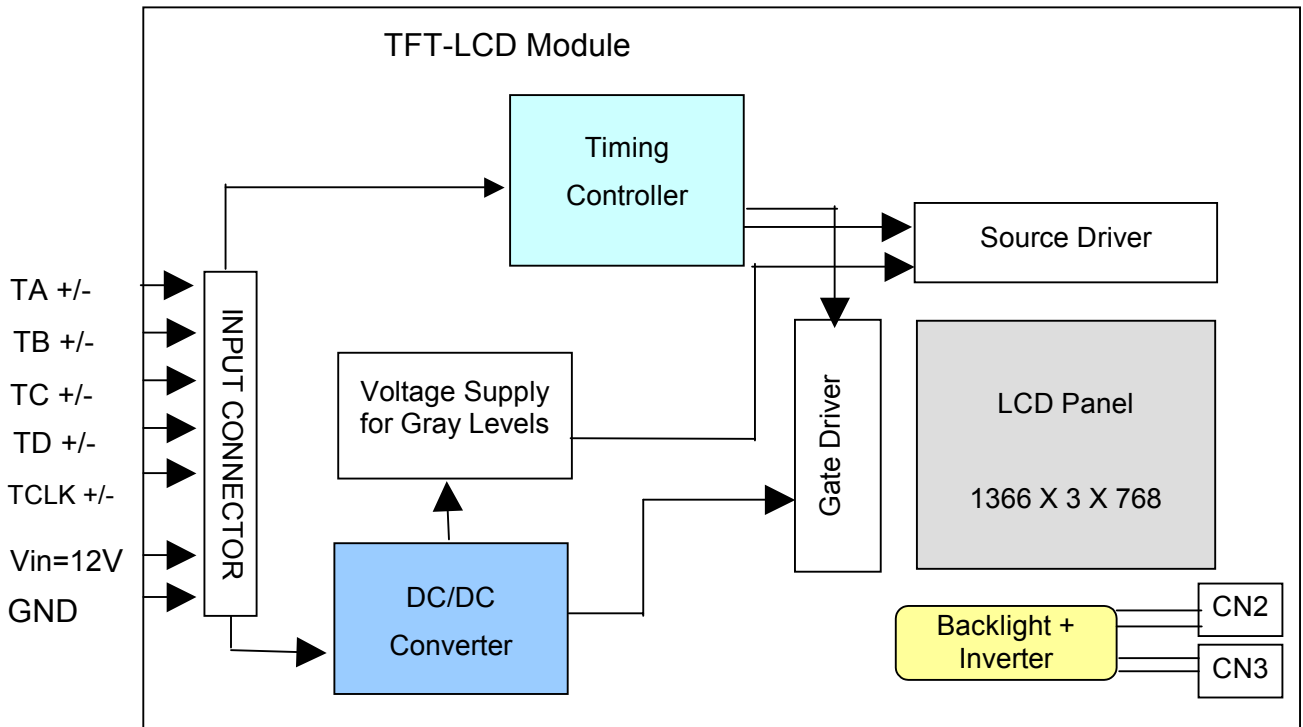 TFT-LCD Module
Timing
Controller
Source Driver
TA +/-
TB +/-
TC +/-
TD +/-
TCLK +/-
Vin=12V
GND
INPUT CONNECTOR
Voltage Supply
for Gray Levels
Gate Driver
LCD Panel
1366 X 3 X 768
DC/DC
Converter
Backlight +
Inverter
CN2
CN3